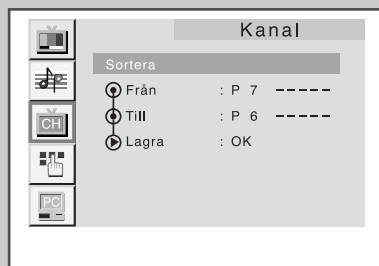 Kanal
Sortera
Från : P 7 -----
Till : P 6 -----
CH
Lagra : OK
PC